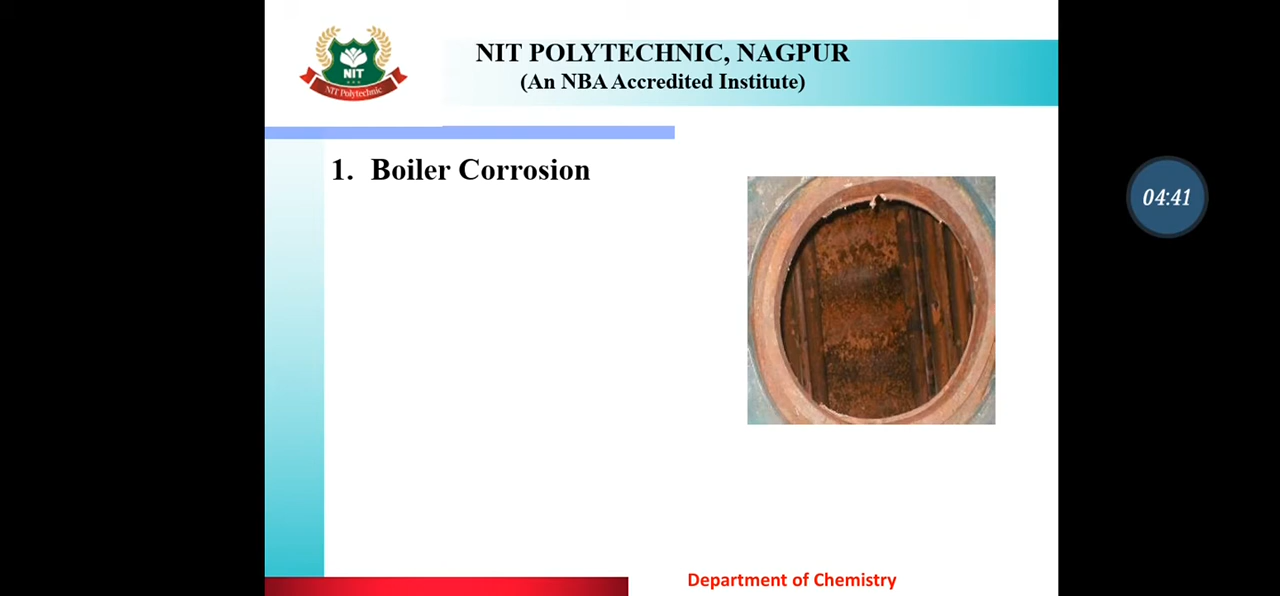 NIT POLYTECHNIC, NAGPUR
(An NBA Accredited Institute)
NIT
NIT Polytechnic
1. Boiler Corrosion
04:41
Department of Chemistry